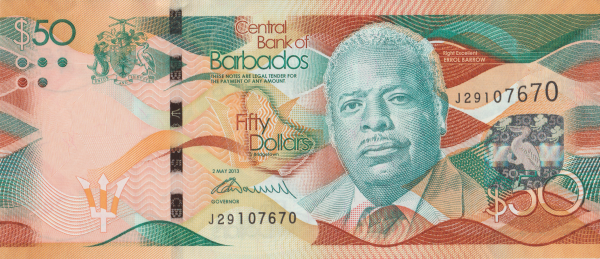 $50
Central
Bank of
Barbados
THESE NOTES ARE LEGAL TENDER FOR
THE PAYMENT OF ANY AMOUNT
Right Excellent
ERROL BARROW
J29107670
Fifty
Dollars
Bridgetown
2 MAY 2013
GOVERNOR
J29107670
$50